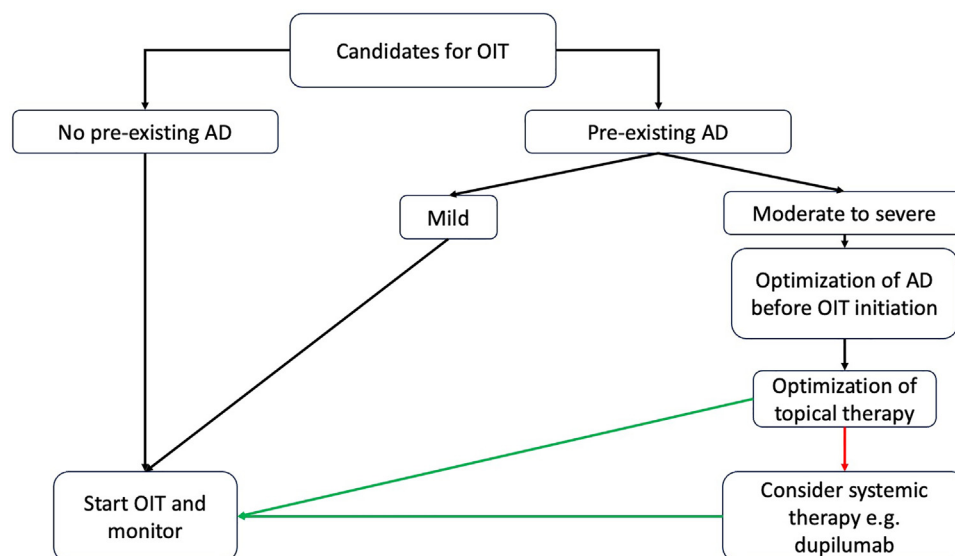 Candidates for OIT
No pre-existing AD
Pre-existing AD
Mild
Moderate to severe
Optimization of AD
before OIT initiation
Optimization of
topical therapy
Start OIT and
monitor
Consider systemic
therapy e.g.
dupilumab